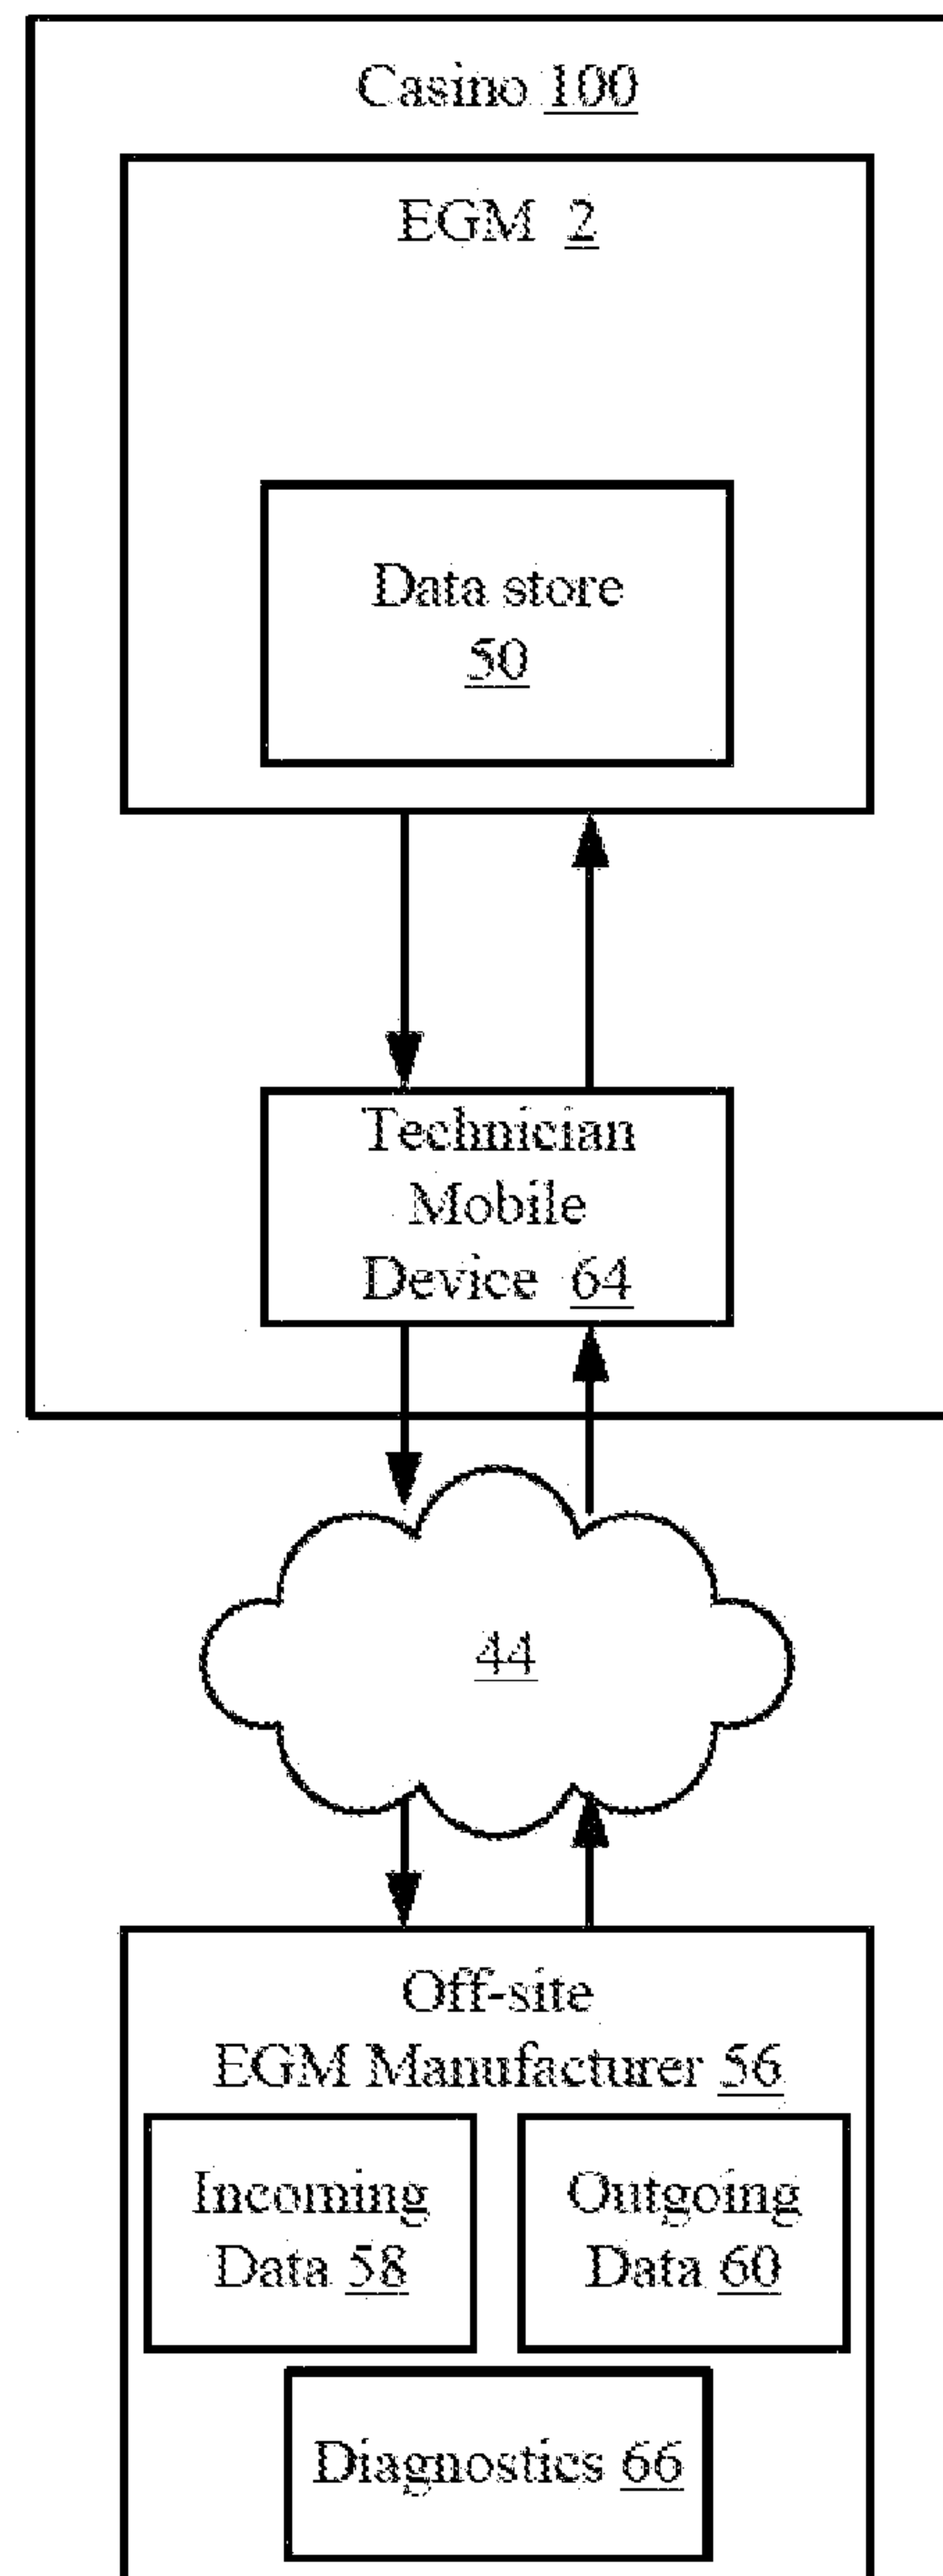 Casino 100
EGM 2
Data store
50
Technician
Mobile
Device 64
44
Off-site
EGM Manufacturer 56
Incoming
Data 58
Outgoing
Data 60
Diagnostics 66